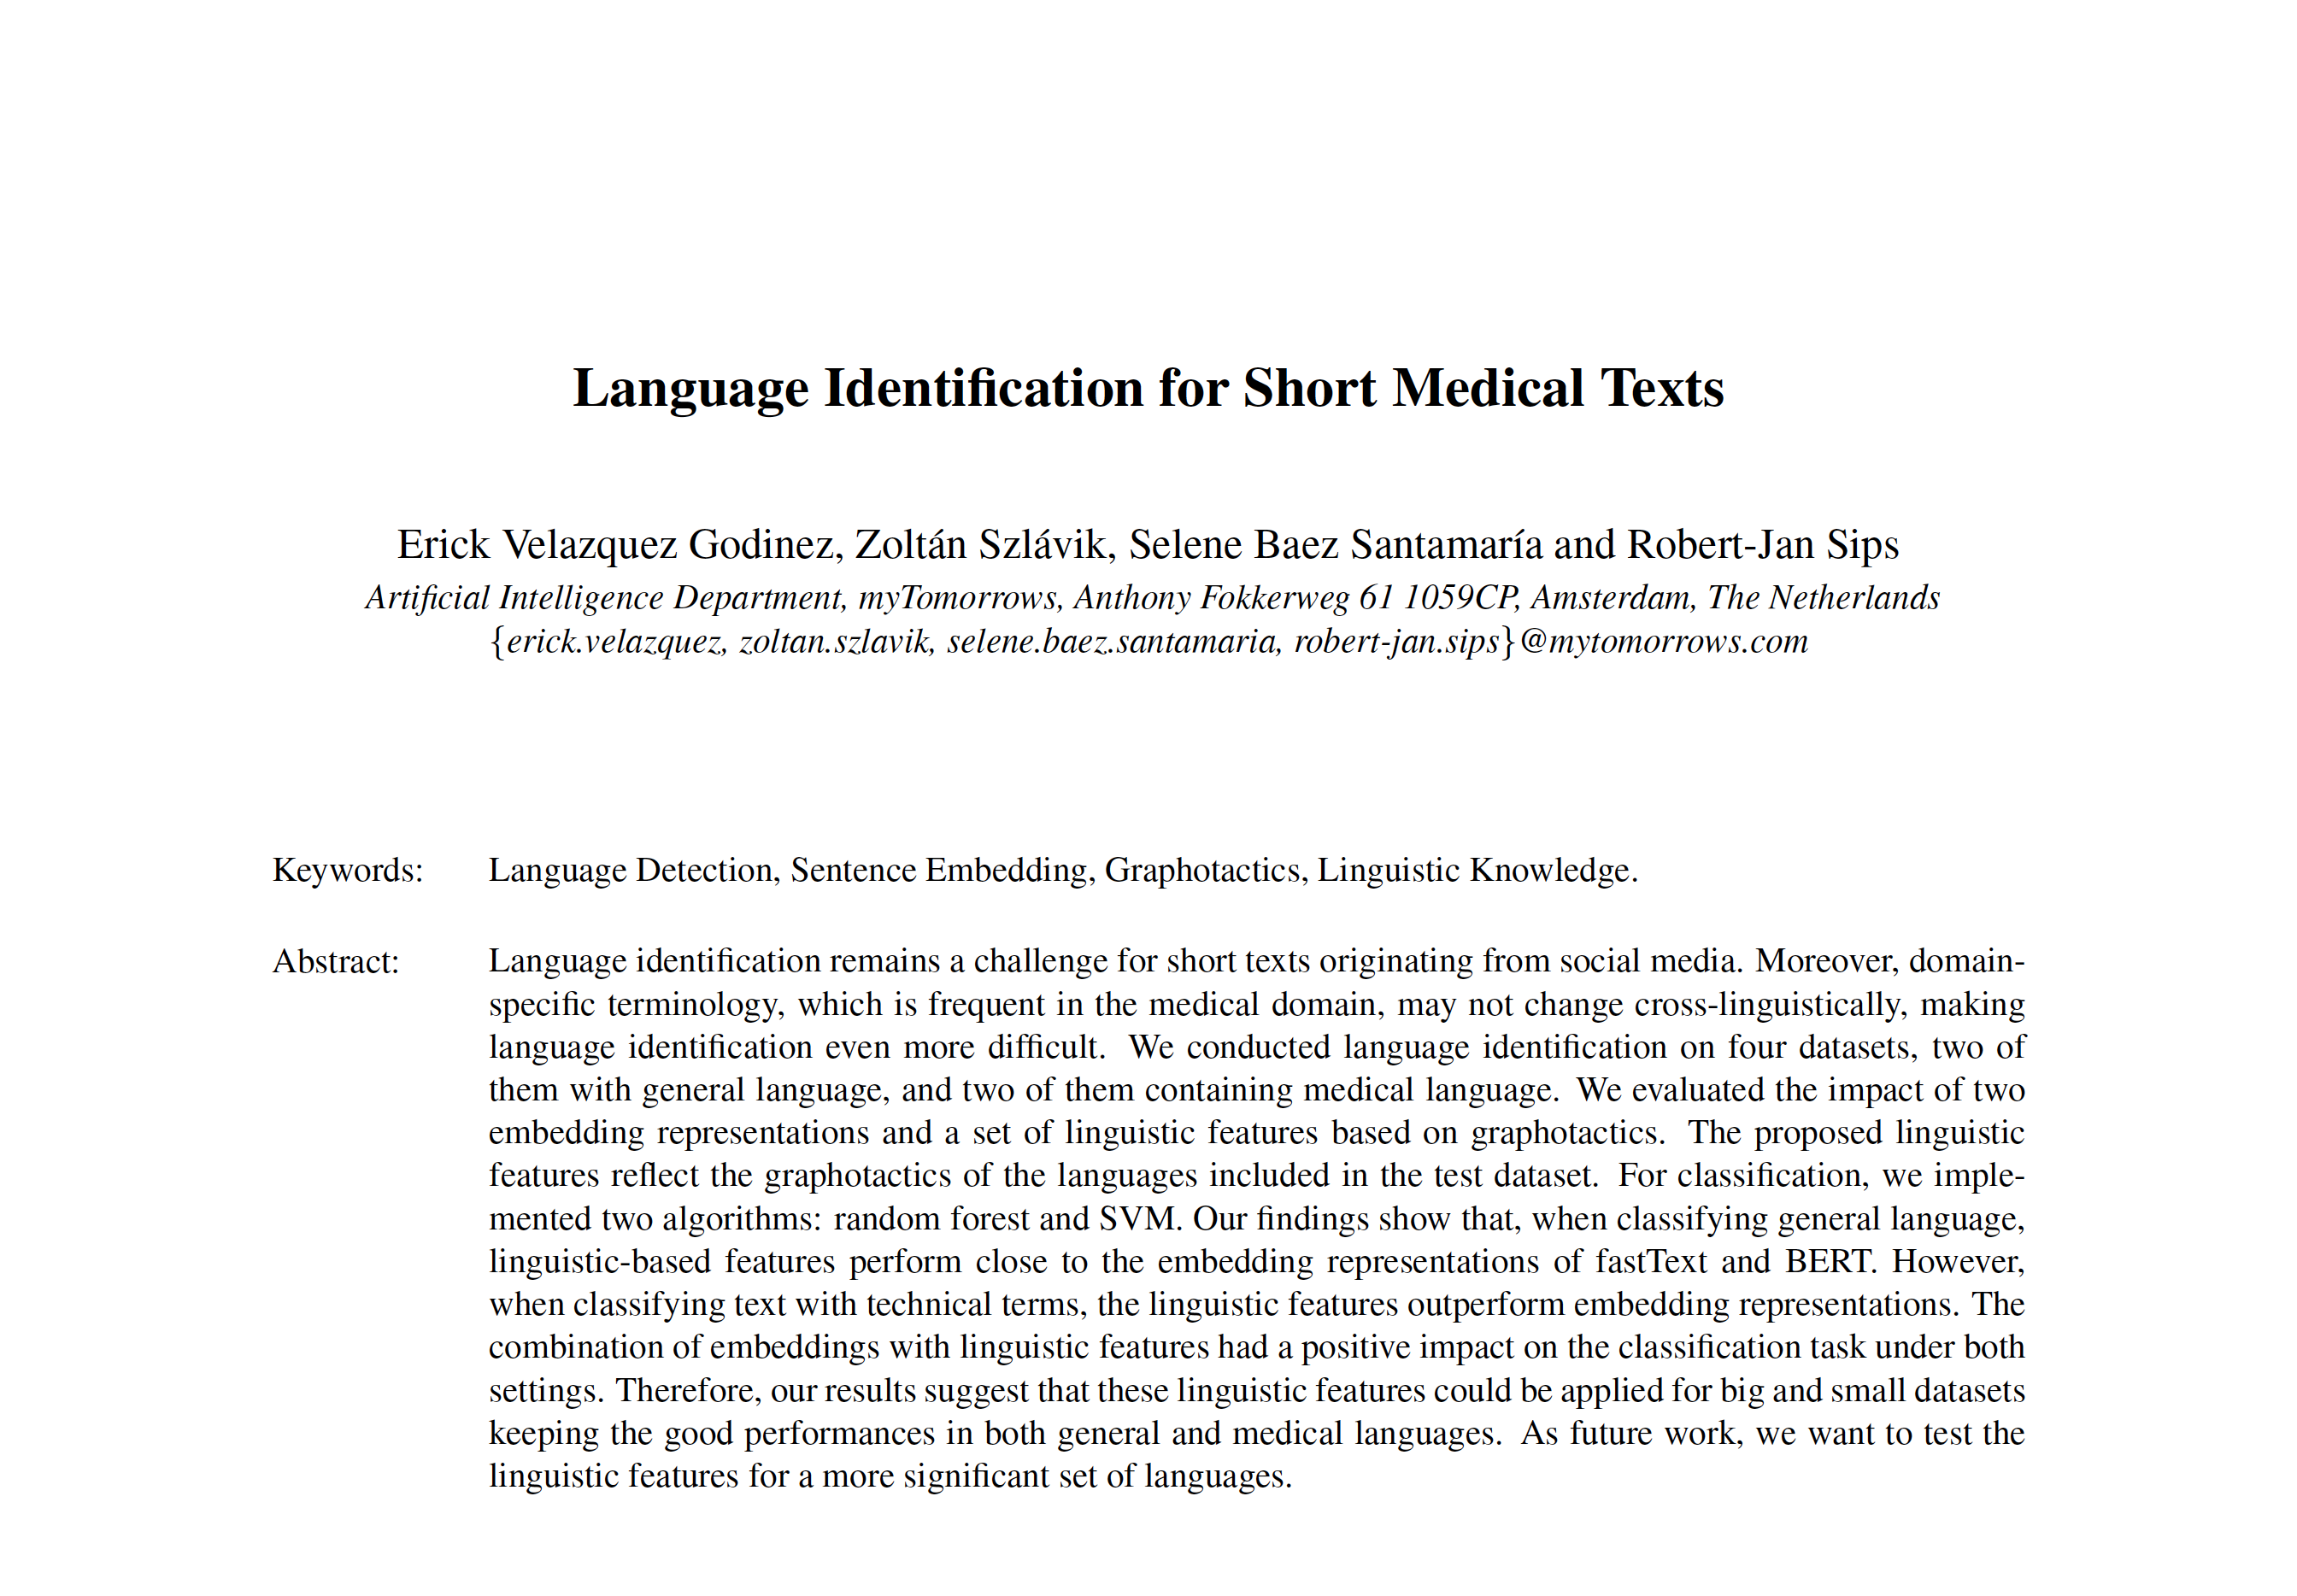 Language Identification for Short Medical Texts
Erick Velazquez Godinez, Zoltán Szlávik, Selene Baez Santamaría and Robert-Jan Sips
Artificial Intelligence Department, myTomorrows, Anthony Fokkerweg 61 1059CP, Amsterdam, The Netherlands
{erick.velazquez, zoltan.szlavik, selene.baez.santamaria, robert-jan.sips}@mytomorrows.com
Keywords: Language Detection, Sentence Embedding, Graphotactics, Linguistic Knowledge.
Abstract: Language identification remains a challenge for short texts originating from social media. Moreover, domain-
specific terminology, which is frequent in the medical domain, may not change cross-linguistically, making
language identification even more difficult. We conducted language identification on four datasets, two of
them with general language, and two of them containing medical language. We evaluated the impact of two
embedding representations and a set of linguistic features based on graphotactics. The proposed linguistic
features reflect the graphotactics of the languages included in the test dataset. For classification, we imple-
mented two algorithms: random forest and SVM. Our findings show that, when classifying general language,
linguistic-based features perform close to the embedding representations of fastText and BERT. However,
when classifying text with technical terms, the linguistic features outperform embedding representations. The
combination of embeddings with linguistic features had a positive impact on the classification task under both
settings. Therefore, our results suggest that these linguistic features could be applied for big and small datasets
keeping the good performances in both general and medical languages. As future work, we want to test the
linguistic features for a more significant set of languages.